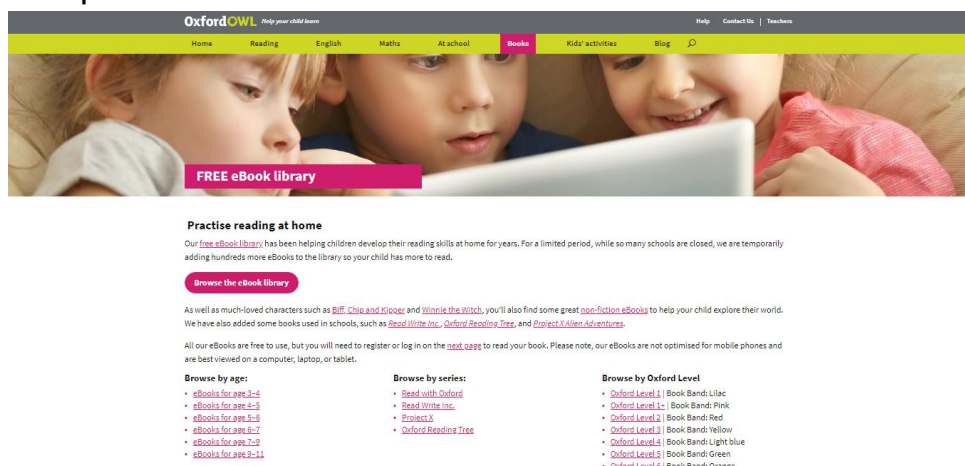 OxfordOWL Help your child learn
Help Contact Us | Teachers
Home Reading English Maths At school Books Kids' activities Blog
FREE eBook library
Practise reading at home
Our free eBook library has been helping children develop their reading skills at home for years. For a limited period, while so many schools are closed, we are temporarily
adding hundreds more eBooks to the library so your child has more to read.
Browse the eBook library
As well as much-loved characters such as Biff, Chip and Kipper and Winnie the Witch, you'll also find some great non-fiction eBooks to help your child explore their world.
We have also added some books used in schools, such as Read Write Inc., Oxford Reading Tree, and Project X Alien Adventures.
All our eBooks are free to use, but you will need to register or log in on the next page to read your book. Please note, our eBooks are not optimised for mobile phones and
are best viewed on a computer, laptop, or tablet.
Browse by age:
• eBooks for age 3–4
• eBooks for age 4–5
• eBooks for age 5–6
• eBooks for age 6–7
• eBooks for age 7–9
• eBooks for age 9–11
Browse by series:
• Read with Oxford
• Read Write Inc.
• Project X
• Oxford Reading Tree
Browse by Oxford Level
• Oxford Level 1 | Book Band: Lilac
• Oxford Level 1+ | Book Band: Pink
• Oxford Level 2 | Book Band: Red
• Oxford Level 3 | Book Band: Yellow
• Oxford Level 4 | Book Band: Light blue
• Oxford Level 5 | Book Band: Green
• Oxford Level 6 | Book Band: Orange